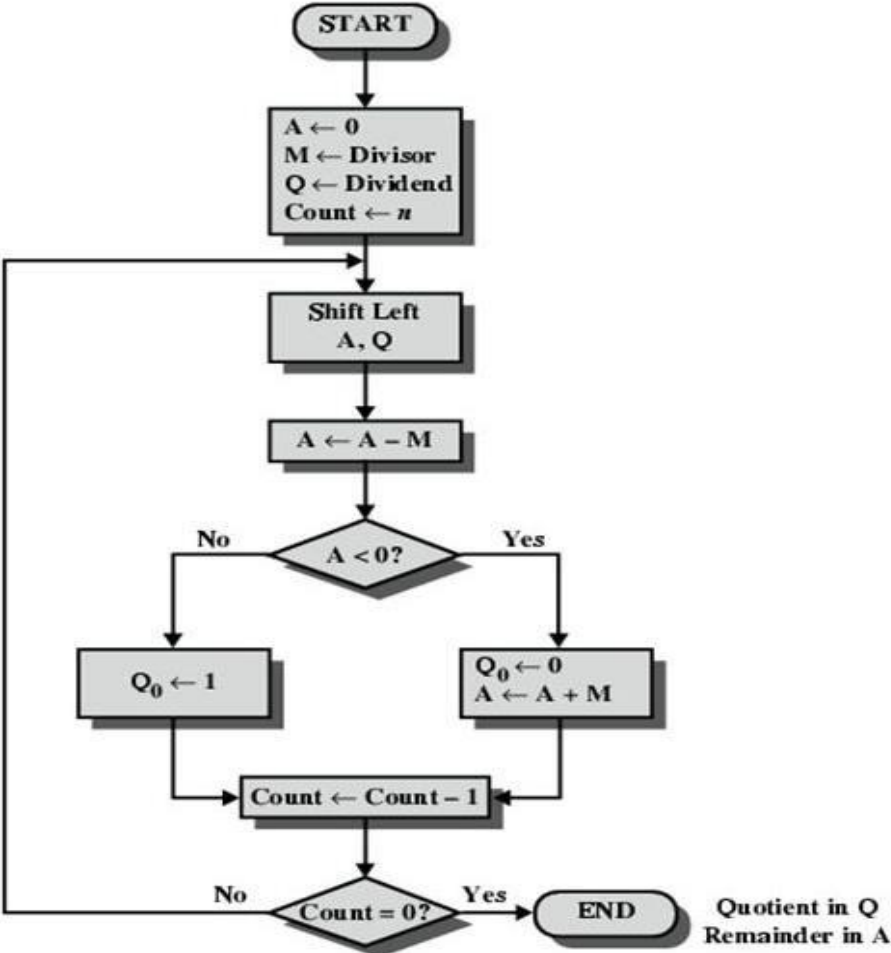 START
A ← 0
M ← Divisor
Q ← Dividend
Count ← n
Shift Left
A, Q
A ← A – M
No
A < 0?
Yes
Q₀ ← 1
Q₀ ← 0
A ← A + M
Count ← Count – 1
No
Count = 0?
Yes
END
Quotient in Q
Remainder in A